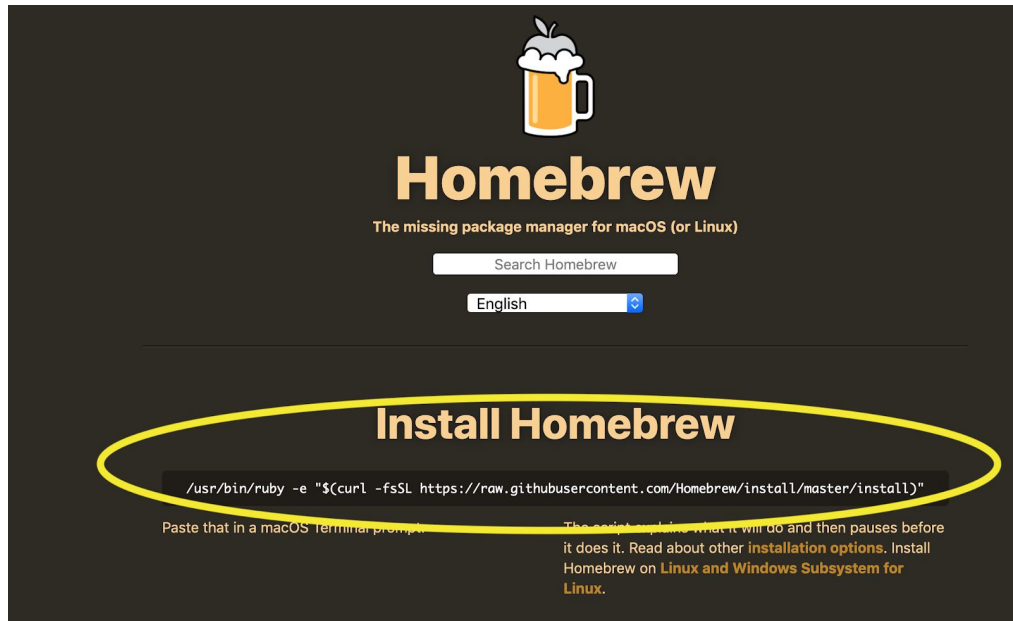 Homebrew
The missing package manager for macOS (or Linux)
Search Homebrew
English
Install Homebrew
/usr/bin/ruby -e "$(curl -fsSL https://raw.githubusercontent.com/Homebrew/install/master/install)"
Paste that in a macOS Terminal prompt.
The script explains what it will do and then pauses before
it does it. Read about other installation options. Install
Homebrew on Linux and Windows Subsystem for
Linux.